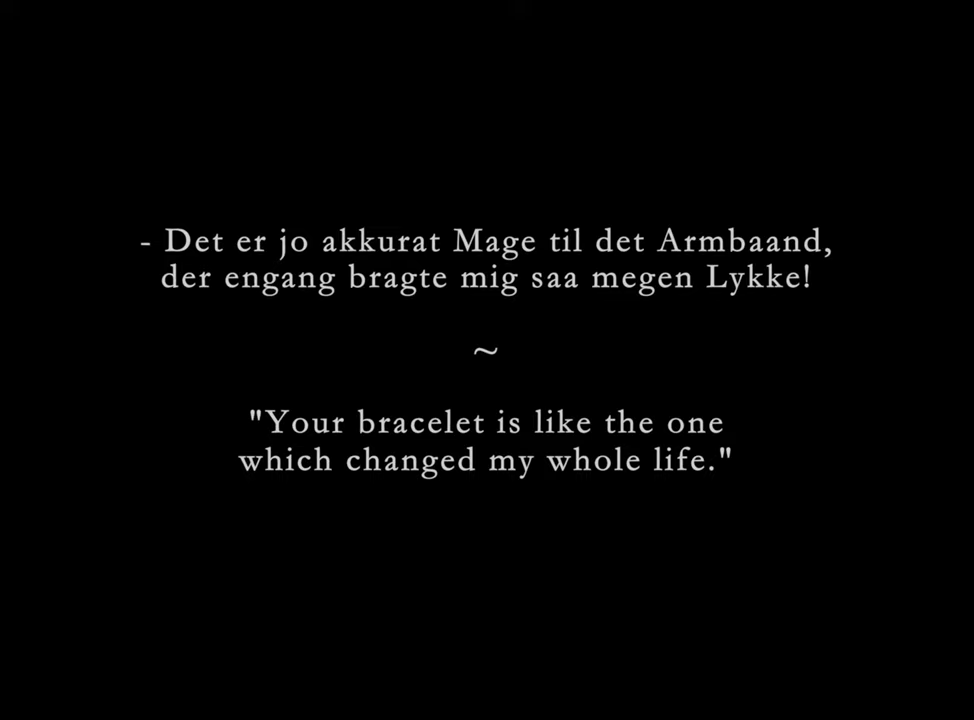 - Det er jo akkurat Mage til det Armbaand,
der engang bragte mig saa megen Lykke!
~
"Your bracelet is like the one
which changed my whole life."